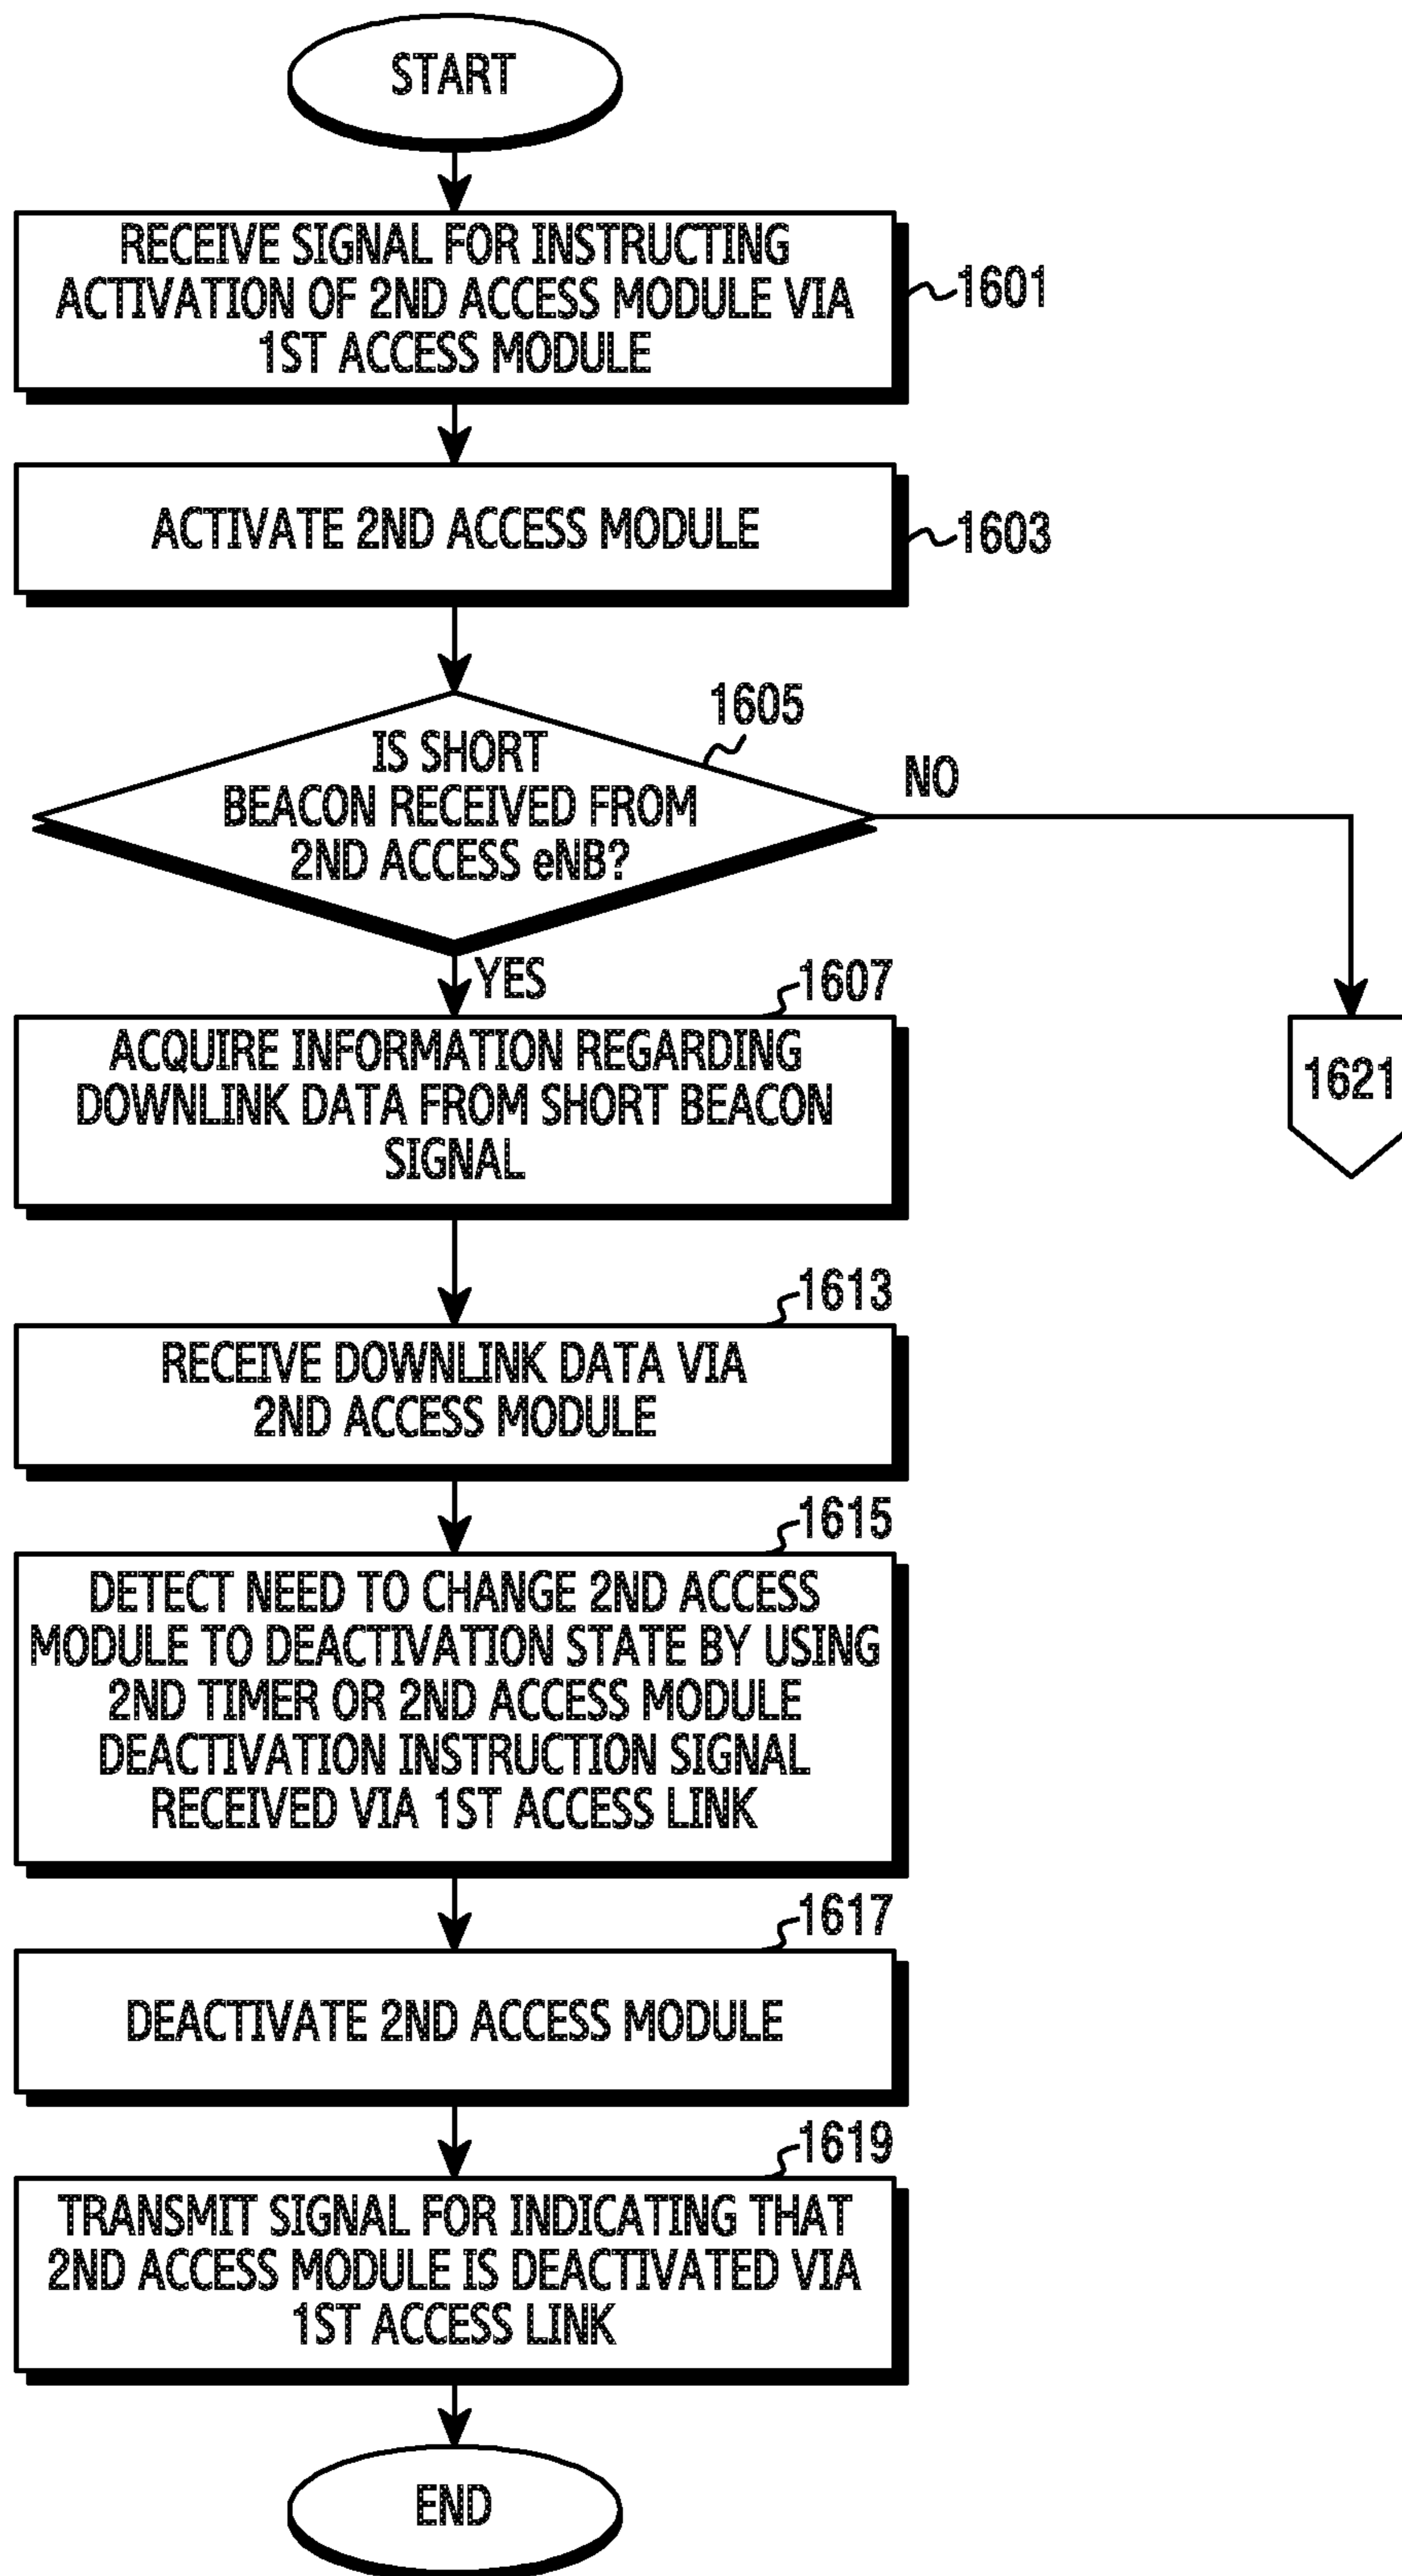 START
RECEIVE SIGNAL FOR INSTRUCTING
ACTIVATION OF 2ND ACCESS MODULE VIA
1ST ACCESS MODULE
1601
ACTIVATE 2ND ACCESS MODULE
1603
1605
IS SHORT
BEACON RECEIVED FROM
2ND ACCESS eNB?
NO
YES
1607
ACQUIRE INFORMATION REGARDING
DOWNLINK DATA FROM SHORT BEACON
SIGNAL
1621
1613
RECEIVE DOWNLINK DATA VIA
2ND ACCESS MODULE
1615
DETECT NEED TO CHANGE 2ND ACCESS
MODULE TO DEACTIVATION STATE BY USING
2ND TIMER OR 2ND ACCESS MODULE
DEACTIVATION INSTRUCTION SIGNAL
RECEIVED VIA 1ST ACCESS LINK
1617
DEACTIVATE 2ND ACCESS MODULE
1619
TRANSMIT SIGNAL FOR INDICATING THAT
2ND ACCESS MODULE IS DEACTIVATED VIA
1ST ACCESS LINK
END